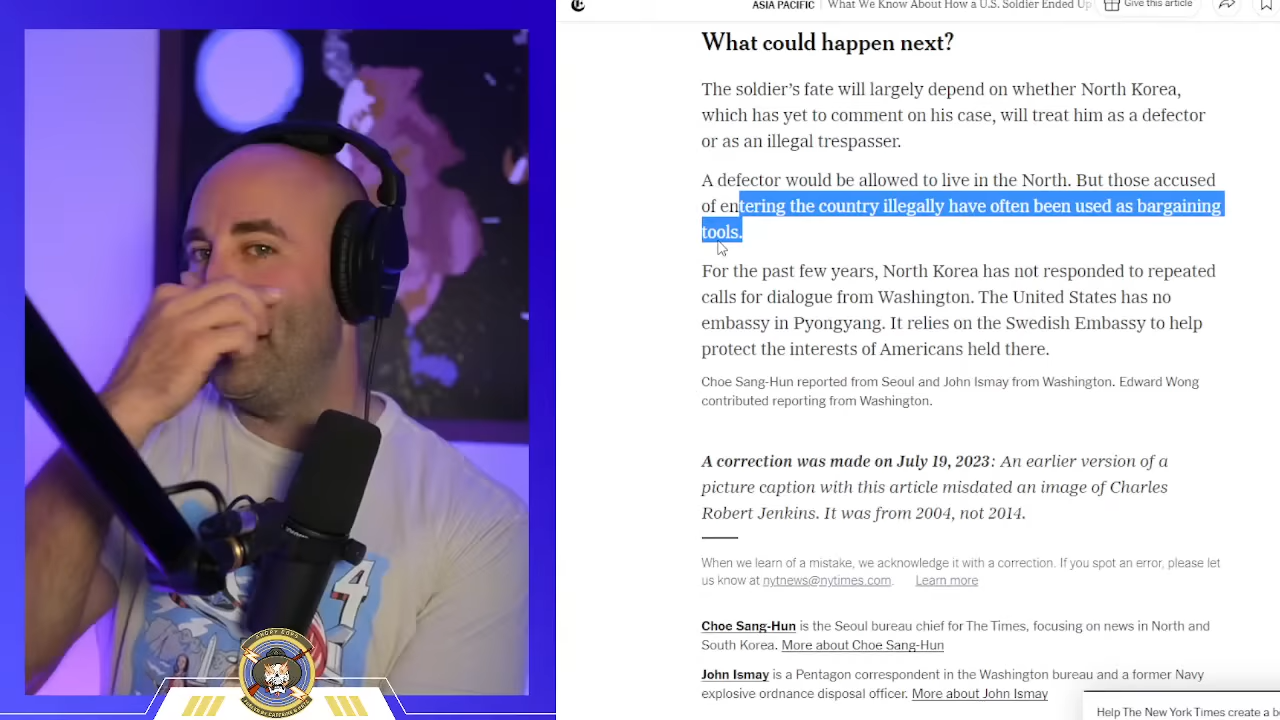 ASIA PACIFIC | What We Know About How a U.S. Soldier Ended Up
Give this article
What could happen next?
The soldier's fate will largely depend on whether North Korea,
which has yet to comment on his case, will treat him as a defector
or as an illegal trespasser.
A defector would be allowed to live in the North. But those accused
of entering the country illegally have often been used as bargaining
tools.
For the past few years, North Korea has not responded to repeated
calls for dialogue from Washington. The United States has no
embassy in Pyongyang. It relies on the Swedish Embassy to help
protect the interests of Americans held there.
Choe Sang-Hun reported from Seoul and John Ismay from Washington. Edward Wong
contributed reporting from Washington.
A correction was made on July 19, 2023: An earlier version of a
picture caption with this article misdated an image of Charles
Robert Jenkins. It was from 2004, not 2014.
When we learn of a mistake, we acknowledge it with a correction. If you spot an error, please let
us know at nytnews@nytimes.com. Learn more
Choe Sang-Hun is the Seoul bureau chief for The Times, focusing on news in North and
South Korea. More about Choe Sang-Hun
John Ismay is a Pentagon correspondent in the Washington bureau and a former Navy
explosive ordnance disposal officer. More about John Ismay
Help The New York Times create a
4